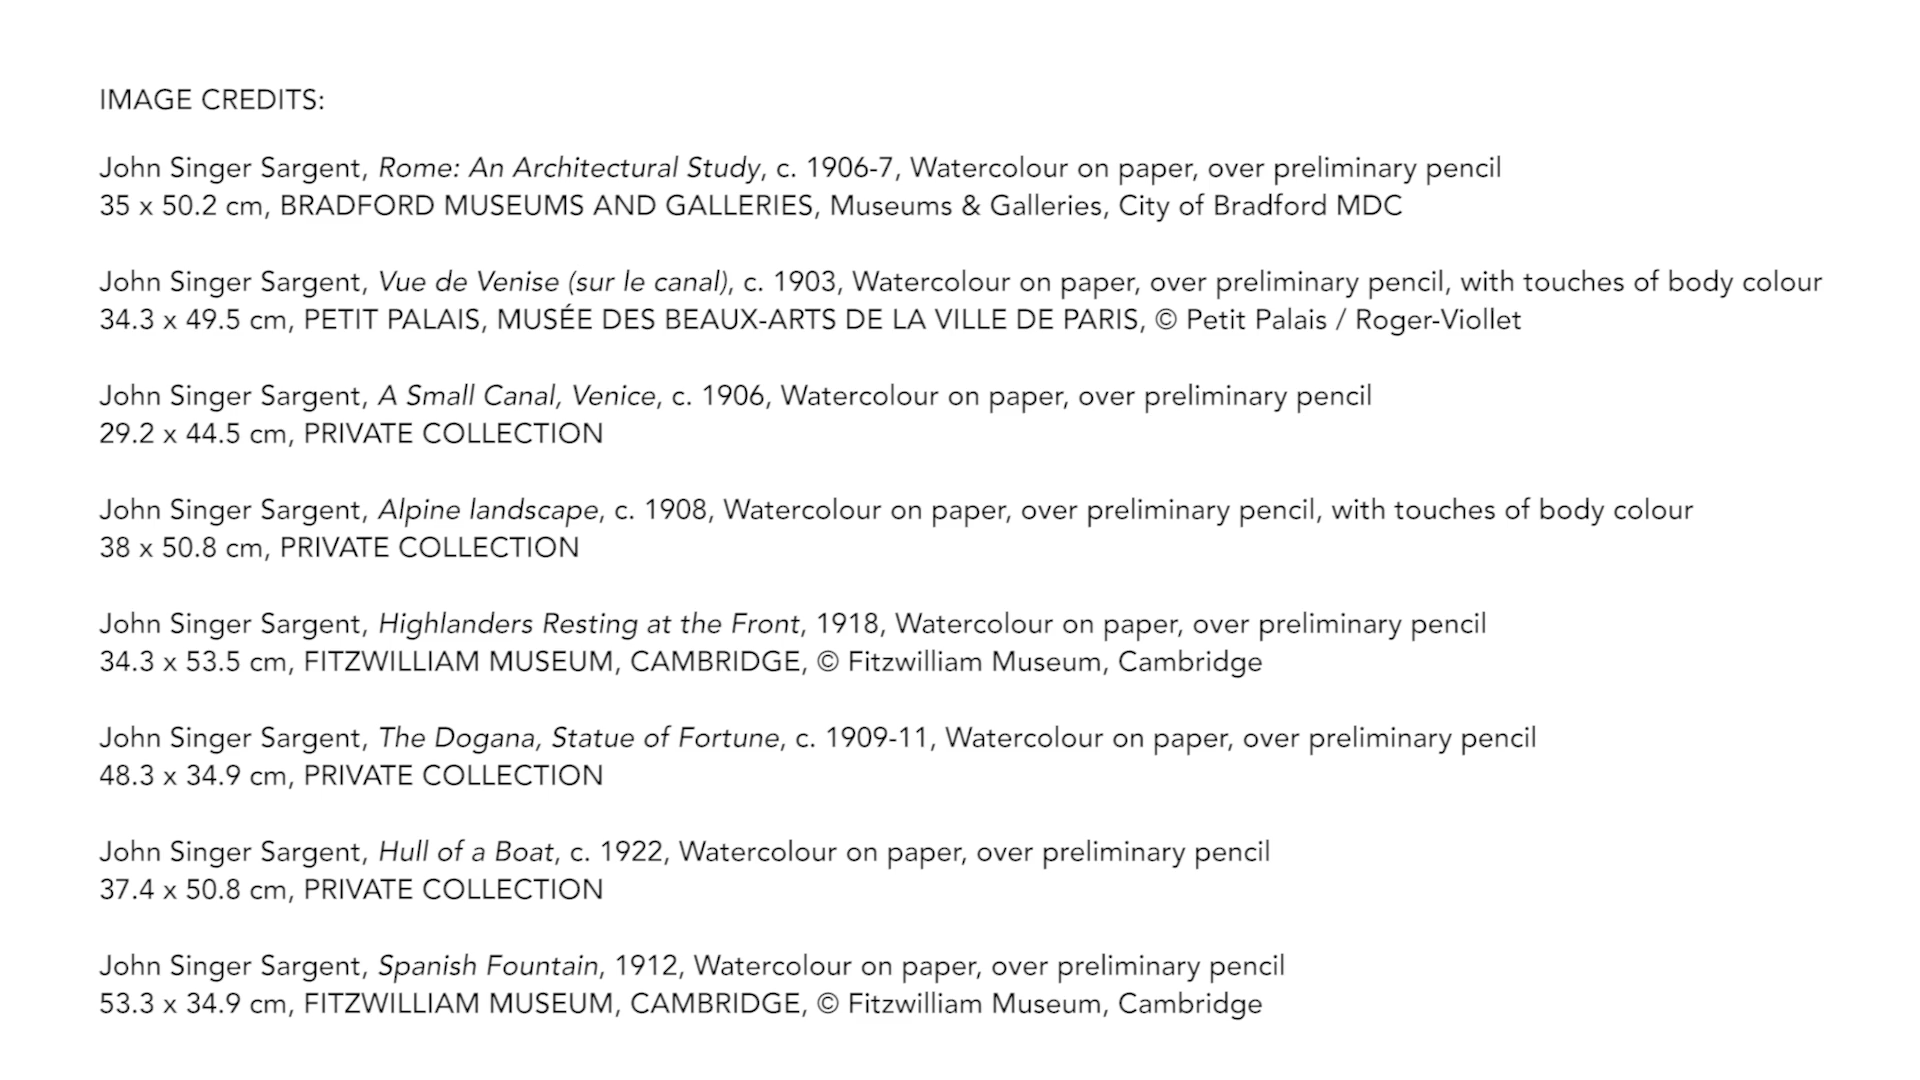 IMAGE CREDITS:
John Singer Sargent, Rome: An Architectural Study, c. 1906-7, Watercolour on paper, over preliminary pencil
35 x 50.2 cm, BRADFORD MUSEUMS AND GALLERIES, Museums & Galleries, City of Bradford MDC
John Singer Sargent, Vue de Venise (sur le canal), c. 1903, Watercolour on paper, over preliminary pencil, with touches of body colour
34.3 x 49.5 cm, PETIT PALAIS, MUSÉE DES BEAUX-ARTS DE LA VILLE DE PARIS, © Petit Palais / Roger-Viollet
John Singer Sargent, A Small Canal, Venice, c. 1906, Watercolour on paper, over preliminary pencil
29.2 x 44.5 cm, PRIVATE COLLECTION
John Singer Sargent, Alpine landscape, c. 1908, Watercolour on paper, over preliminary pencil, with touches of body colour
38 x 50.8 cm, PRIVATE COLLECTION
John Singer Sargent, Highlanders Resting at the Front, 1918, Watercolour on paper, over preliminary pencil
34.3 x 53.5 cm, FITZWILLIAM MUSEUM, CAMBRIDGE, © Fitzwilliam Museum, Cambridge
John Singer Sargent, The Dogana, Statue of Fortune, c. 1909-11, Watercolour on paper, over preliminary pencil
48.3 x 34.9 cm, PRIVATE COLLECTION
John Singer Sargent, Hull of a Boat, c. 1922, Watercolour on paper, over preliminary pencil
37.4 x 50.8 cm, PRIVATE COLLECTION
John Singer Sargent, Spanish Fountain, 1912, Watercolour on paper, over preliminary pencil
53.3 x 34.9 cm, FITZWILLIAM MUSEUM, CAMBRIDGE, © Fitzwilliam Museum, Cambridge